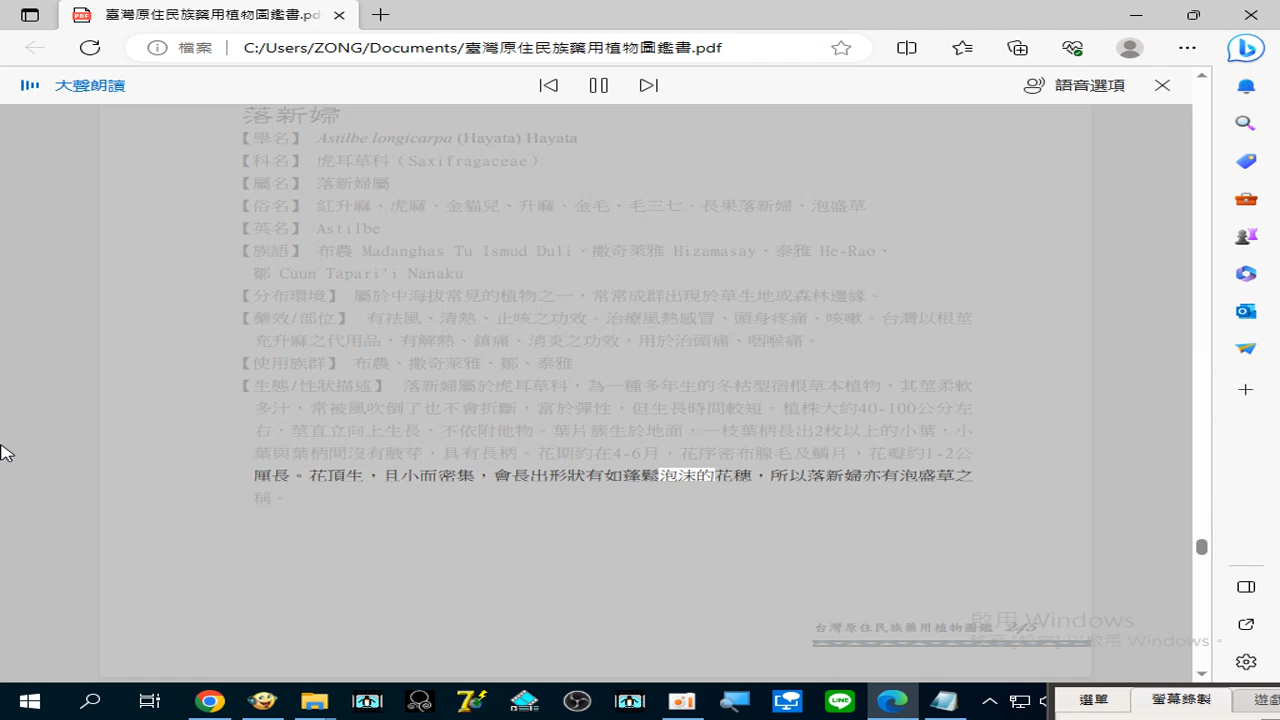 臺灣原住民族藥用植物圖鑑書.pdf
檔案
C:/Users/ZONG/Documents/臺灣原住民族藥用植物圖鑑書.pdf
大聲朗讀
語音選項
落新婦
【學名】 Astilbe longicarpa (Hayata) Hayata
【科名】 虎耳草科（Saxifragaceae）
【屬名】 落新婦屬
【俗名】 紅升麻、虎麻、金貓兒、升麻、金毛、毛三七、長果落新婦、泡盛草
【英名】 Astilbe
【族語】 布農 Madanghas Tu Ismud Duli、撒奇萊雅 Hizamasay、泰雅 He-Rao、
鄒 Cuun Tapari'i Nanaku
【分布環境】 屬於中海拔常見的植物之一，常常成群出現於草生地或森林邊緣。
【藥效/部位】 有祛風、清熱、止咳之功效。治療風熱感冒、頭身疼痛、咳嗽。台灣以根莖
充升麻之代用品，有解熱、鎮痛、消炎之功效，用於治頭痛、咽喉痛。
【使用族群】 布農、撒奇萊雅、鄒、泰雅
【生態/性狀描述】 落新婦屬於虎耳草科，為一種多年生的冬枯型宿根草本植物，其莖柔軟
多汁，常被風吹倒了也不會折斷，富於彈性，但生長時間較短。植株大約40-100公分左
右，莖直立向上生長，不依附他物。葉片簇生於地面、一枝葉柄長出2枚以上的小葉，小
葉與葉柄間沒有腋芽，具有長柄。花期約在4-6月，花序密布腺毛及鱗片，花瓣約1-2公
厘長。花頂生，且小而密集，會長出形狀有如蓬鬆泡沫的花穗，所以落新婦亦有泡盛草之
稱。
台灣原住民族藥用植物圖鑑 245
啟用 Windows
移至 [設定] 以啟用 Windows。
LINE
選單
螢幕錄製
遊戲